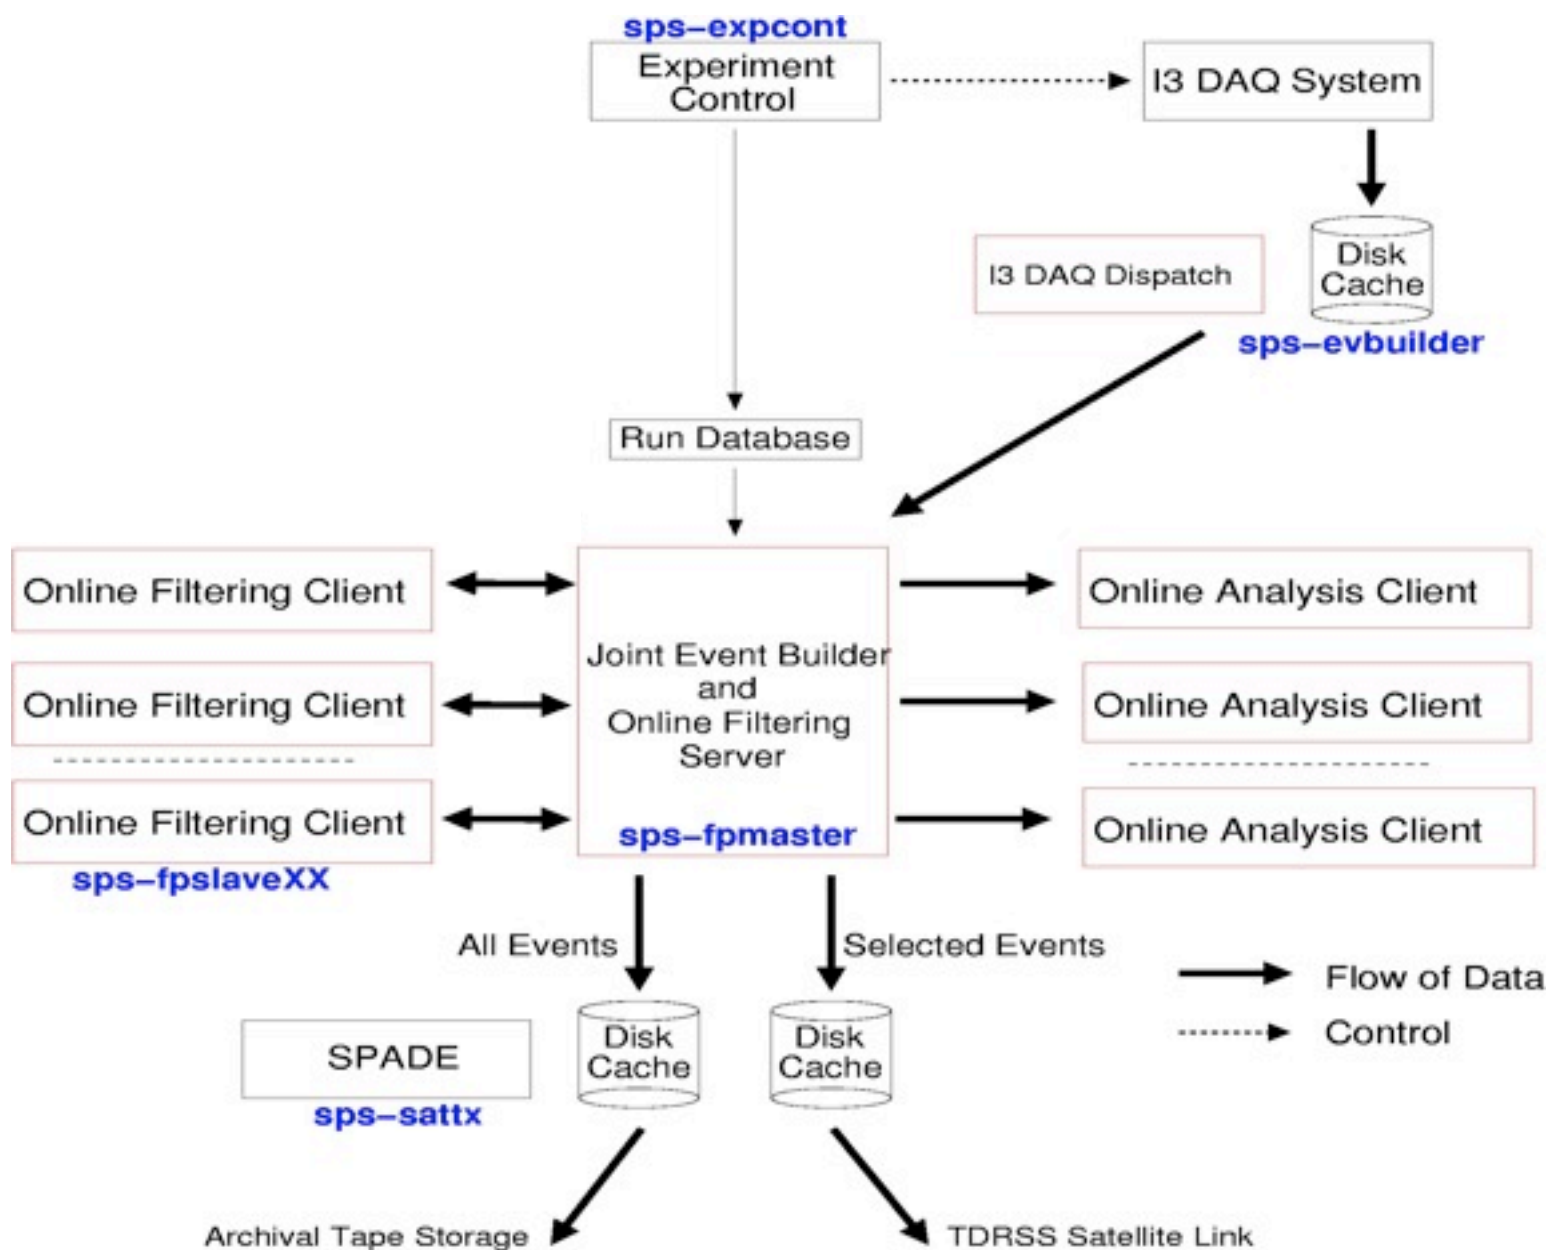 sps-expcont
Experiment
Control
I3 DAQ System
I3 DAQ Dispatch
Disk
Cache
sps-evbuilder
Run Database
Online Filtering Client
Online Filtering Client
Online Filtering Client
sps-fpslaveXX
Joint Event Builder
and
Online Filtering
Server
sps-fpmaster
Online Analysis Client
Online Analysis Client
Online Analysis Client
All Events
Selected Events
Flow of Data
Control
SPADE
sps-sattx
Disk
Cache
Disk
Cache
Archival Tape Storage
TDRSS Satellite Link